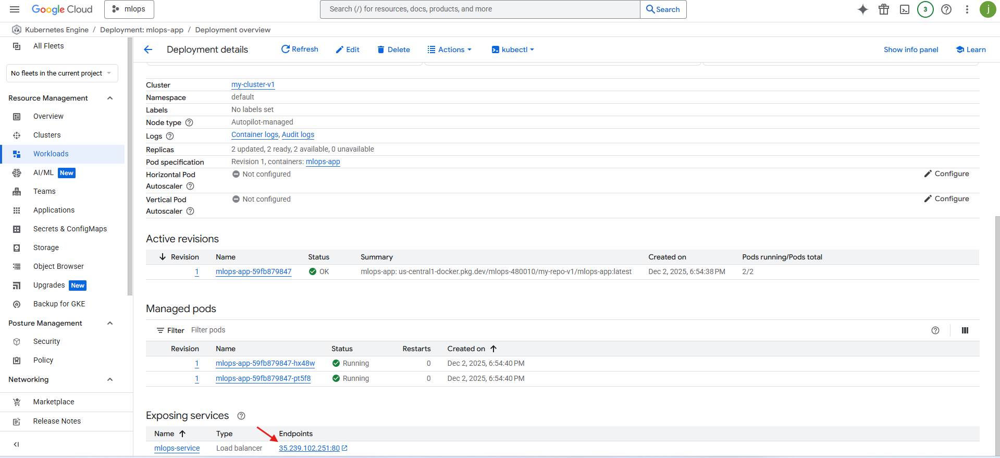 Google Cloud
mlops
Search (/) for resources, docs, products, and more
Search
3
j
Kubernetes Engine / Deployment: mlops-app / Deployment overview
All Fleets
No fleets in the current project
Resource Management
Overview
Clusters
Workloads
AI/ML New
Teams
Applications
Secrets & ConfigMaps
Storage
Object Browser
Upgrades New
Backup for GKE
Posture Management
Security
Policy
Networking
Marketplace
Release Notes
Deployment details
Refresh
Edit
Delete
Actions
kubectl
Show info panel
Learn
Cluster my-cluster-v1
Namespace default
Labels No labels set
Node type Autopilot-managed
Logs Container logs, Audit logs
Replicas 2 updated, 2 ready, 2 available, 0 unavailable
Pod specification Revision 1, containers: mlops-app
Horizontal Pod Autoscaler Not configured Configure
Vertical Pod Autoscaler Not configured Configure
Active revisions
Revision Name Status Summary Created on Pods running/Pods total
1 mlops-app-59fb879847 OK mlops-app: us-central1-docker.pkg.dev/mlops-480010/my-repo-v1/mlops-app:latest Dec 2, 2025, 6:54:38 PM 2/2
Managed pods
Filter Filter pods
Revision Name Status Restarts Created on
1 mlops-app-59fb879847-hx48w Running 0 Dec 2, 2025, 6:54:40 PM
1 mlops-app-59fb879847-pt5f8 Running 0 Dec 2, 2025, 6:54:40 PM
Exposing services
Name Type Endpoints
mlops-service Load balancer 35.239.102.251:80